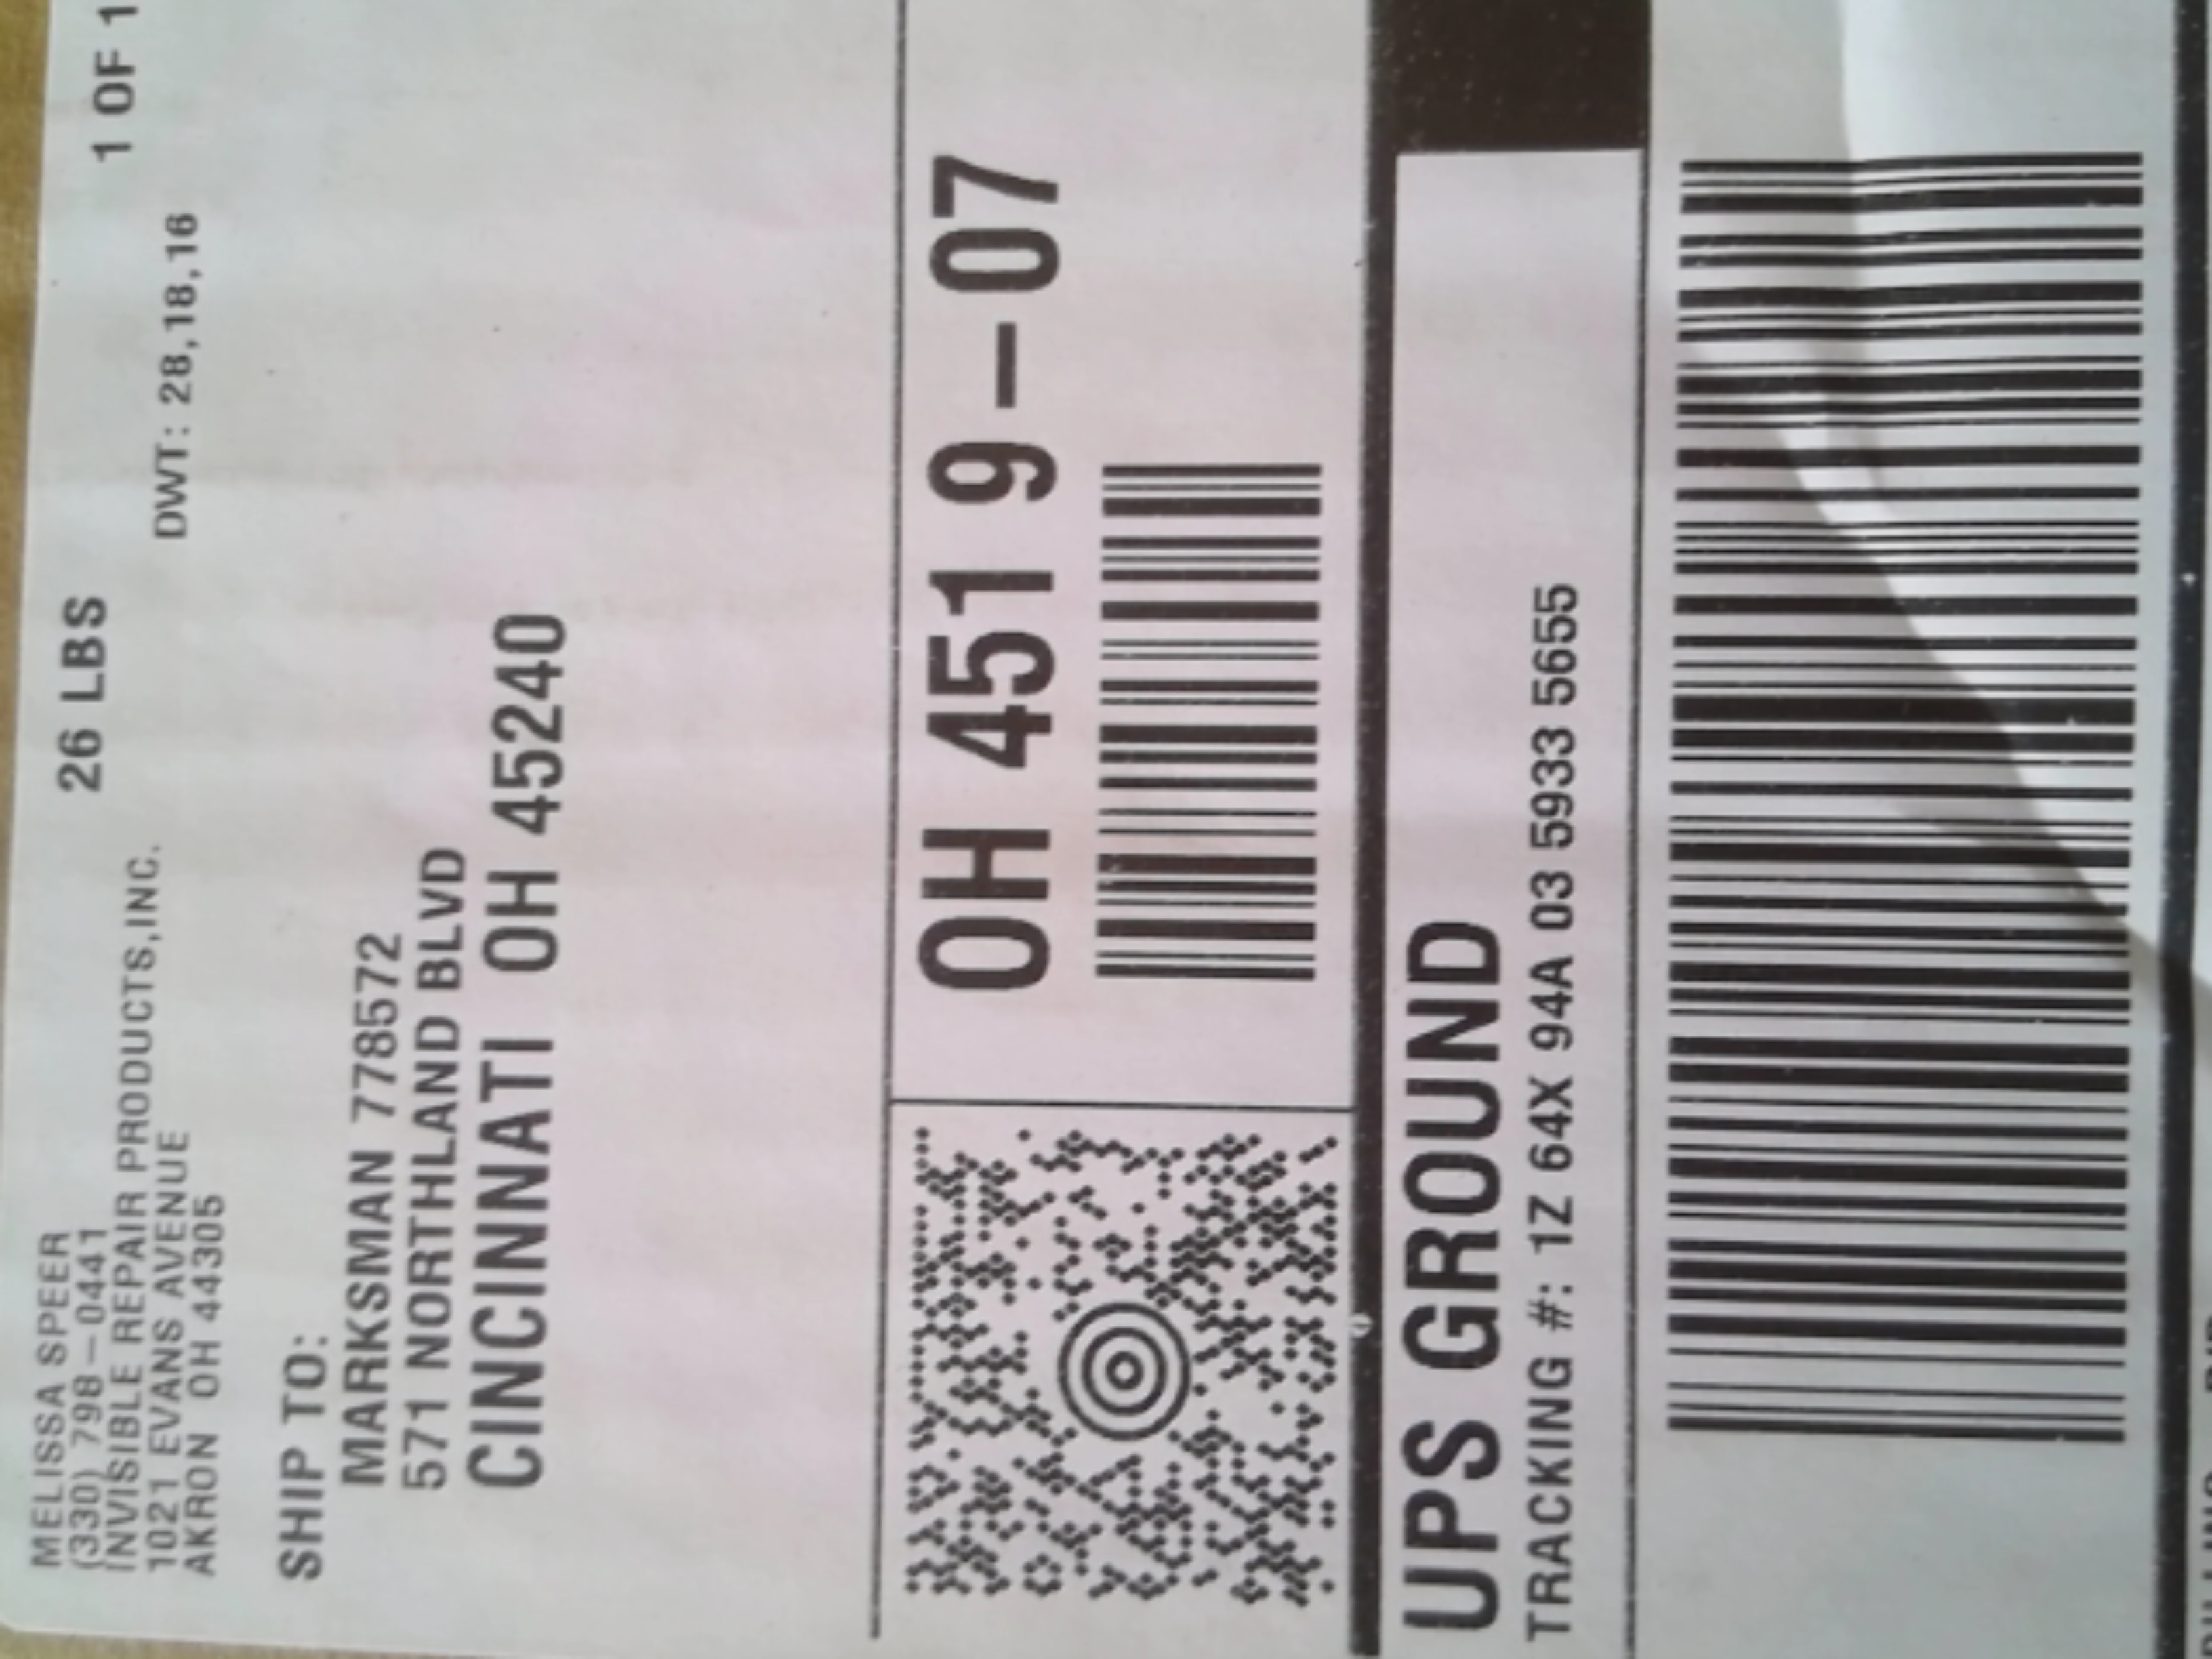 MELISSA SPEER
(330) 798-0441
INVISIBLE REPAIR PRODUCTS,INC.
1021 EVANS AVENUE
AKRON OH 44305
26 LBS
1 OF 1
DWT: 28,18,16
SHIP TO:
MARKSMAN 778572
571 NORTHLAND BLVD
CINCINNATI OH 45240
OH 451 9-07
UPS GROUND
TRACKING #: 1Z 64X 94A 03 5933 5655